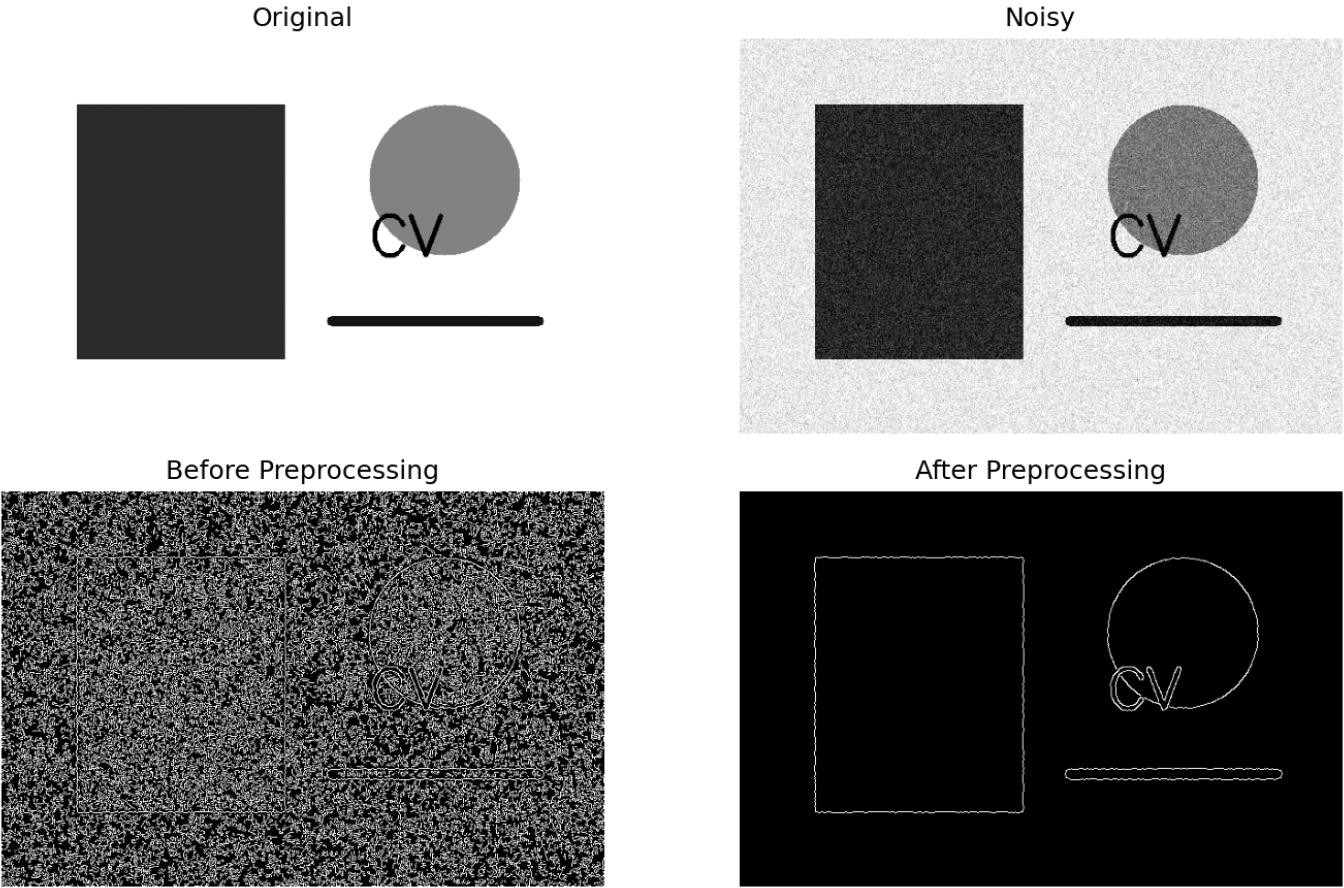 Original
CV
Noisy
CV
Before Preprocessing
CV
After Preprocessing
CV